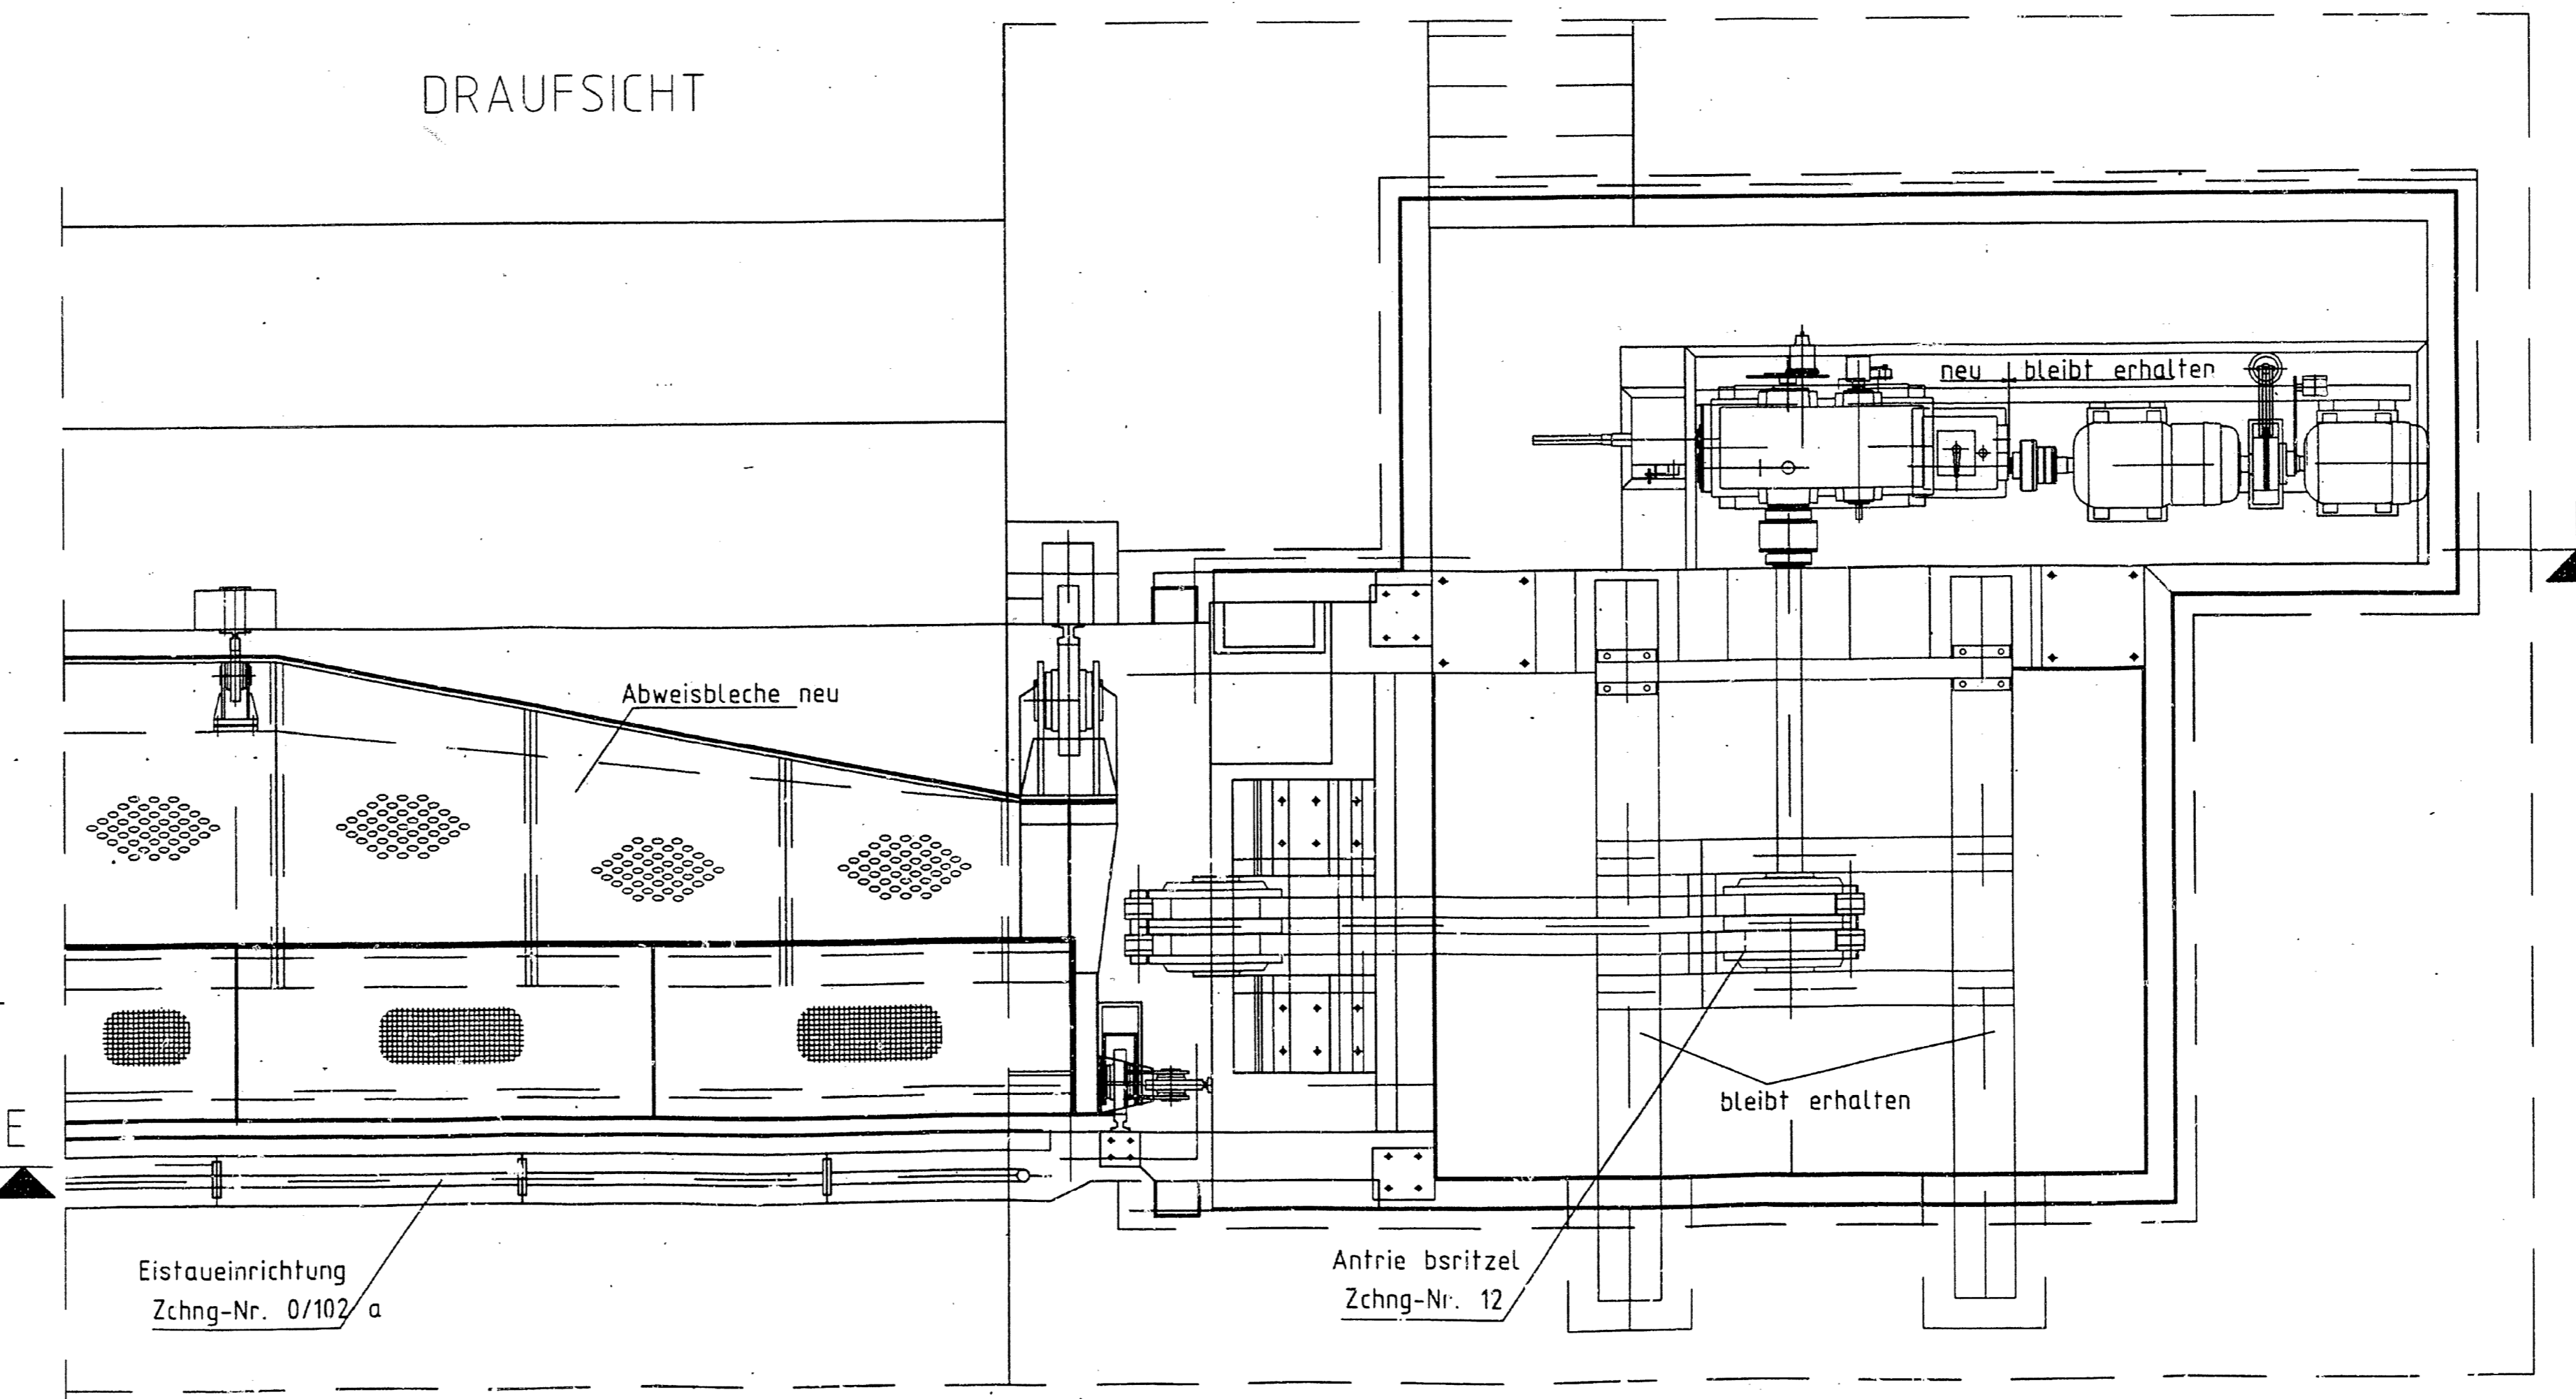 DRAUFSICHT
neu bleibt erhalten
Abweisbleche neu
bleibt erhalten
E
Eistaueinrichtung
Zchng-Nr. 0/102 a
Antrie bsritzel
Zchng-Nr. 12